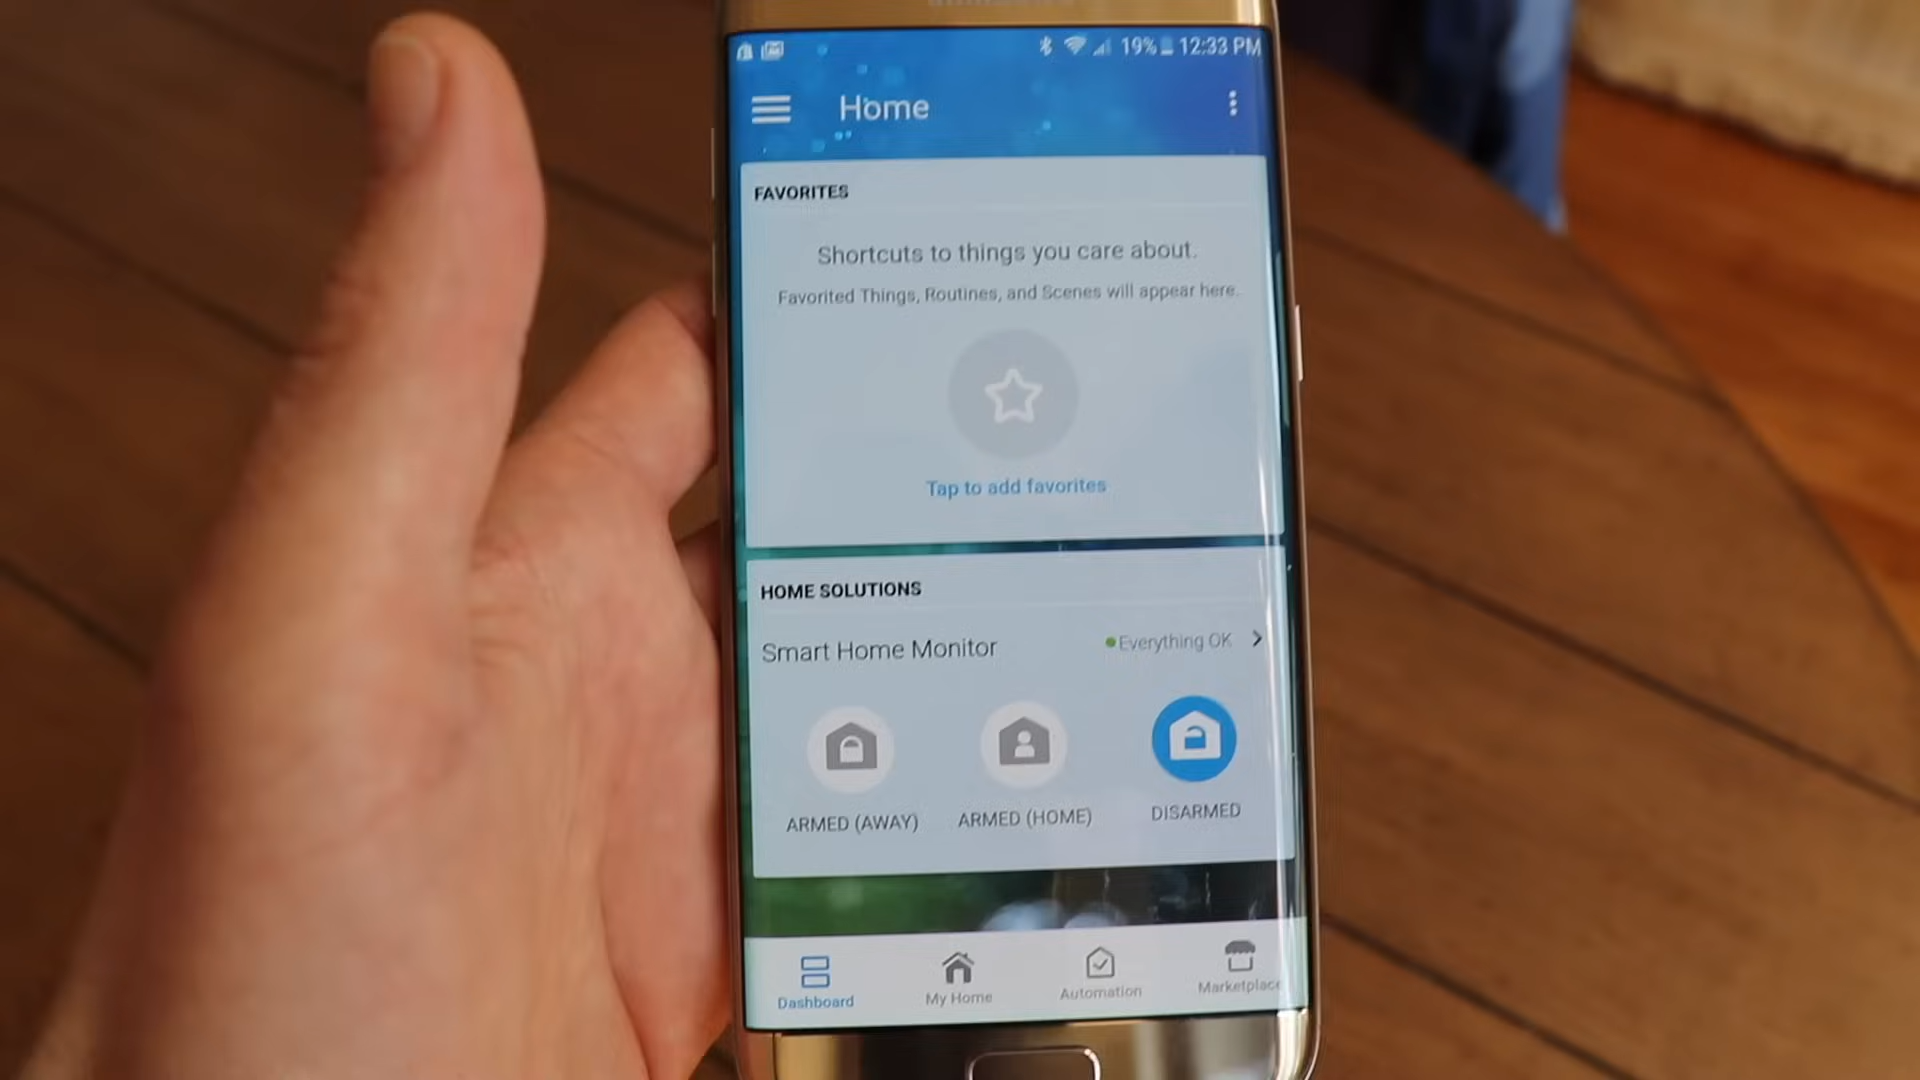 19% 12:33 PM
Home
FAVORITES
Shortcuts to things you care about.
Favorited Things, Routines, and Scenes will appear here.
Tap to add favorites
HOME SOLUTIONS
Smart Home Monitor
Everything OK
ARMED (AWAY)
ARMED (HOME)
DISARMED
Dashboard
My Home
Automation
Marketplace